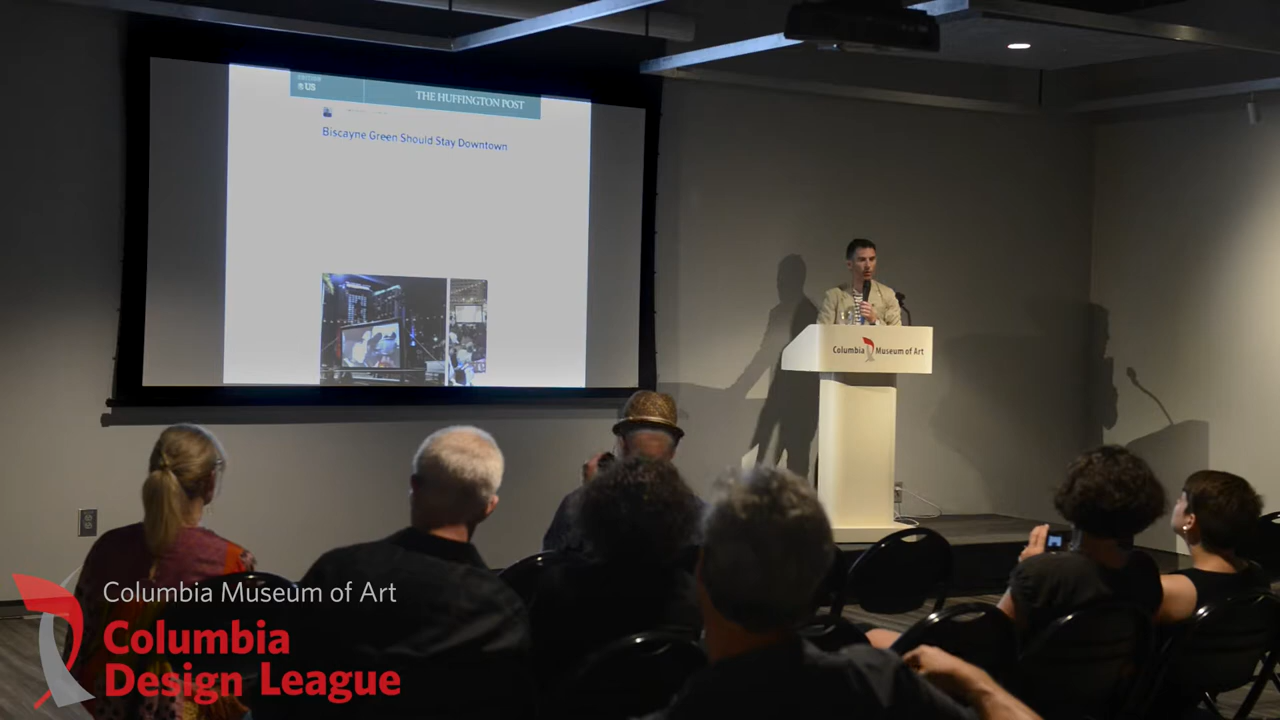 US
THE HUFFINGTON POST
Biscayne Green Should Stay Downtown
Columbia Museum of Art
Columbia Museum of Art
Columbia
Design League